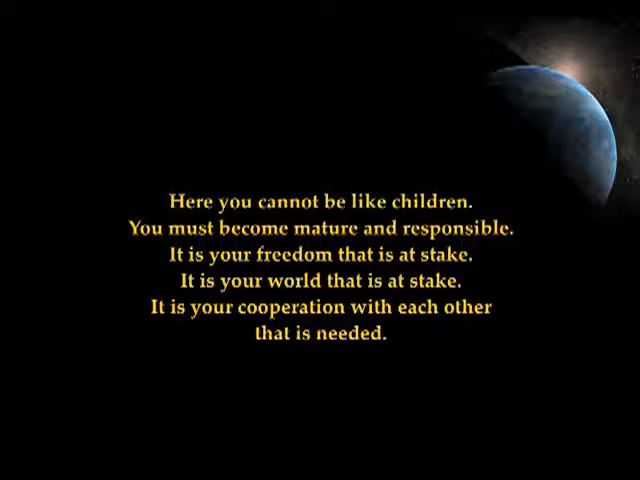 Here you cannot be like children.
You must become mature and responsible.
It is your freedom that is at stake.
It is your world that is at stake.
It is your cooperation with each other
that is needed.